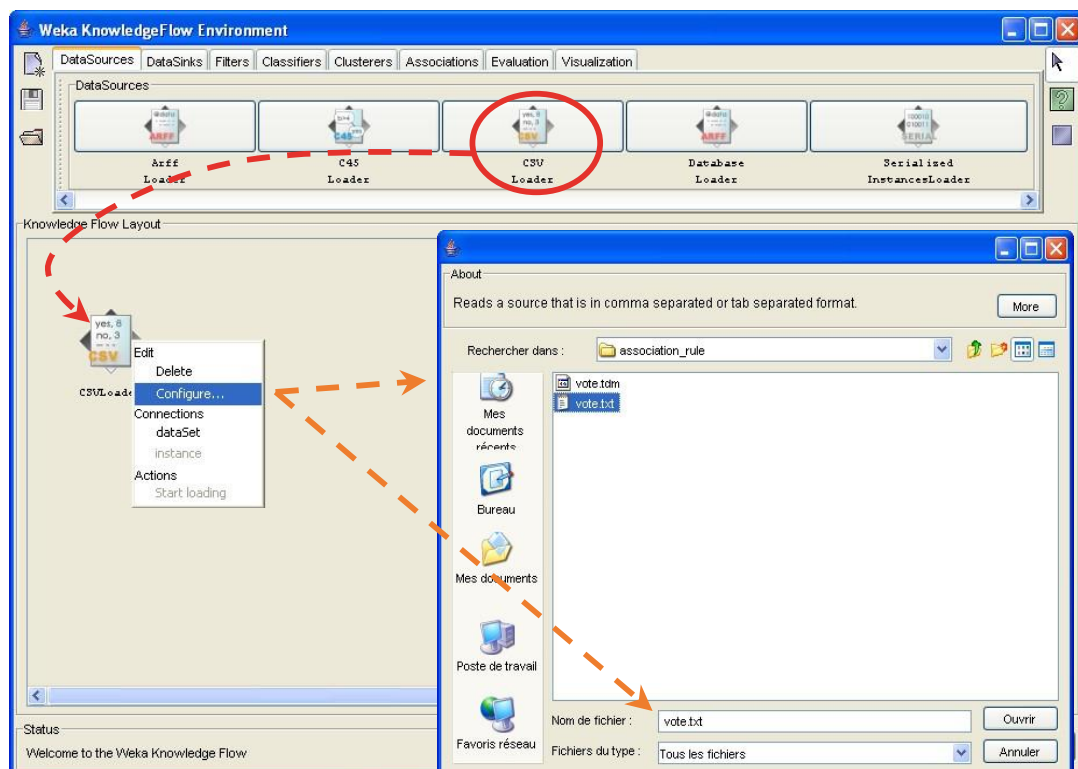 Weka KnowledgeFlow Environment
DataSources DataSinks Filters Classifiers Clusterers Associations Evaluation Visualization
DataSources
Arff Loader
C45 Loader
CSV Loader
Database Loader
Serialized InstancesLoader
Knowledge Flow Layout
yes, 8
no, 3
CSV
Edit
Delete
Configure...
Connections
dataSet
instance
Actions
Start loading
About
Reads a source that is in comma separated or tab separated format.
More
Rechercher dans :
association_rule
Mes documents récents
Bureau
Mes documents
Poste de travail
Favoris réseau
vote.tdm
vote.txt
Nom de fichier :
vote.txt
Ouvrir
Fichiers du type :
Tous les fichiers
Annuler
Status
Welcome to the Weka Knowledge Flow